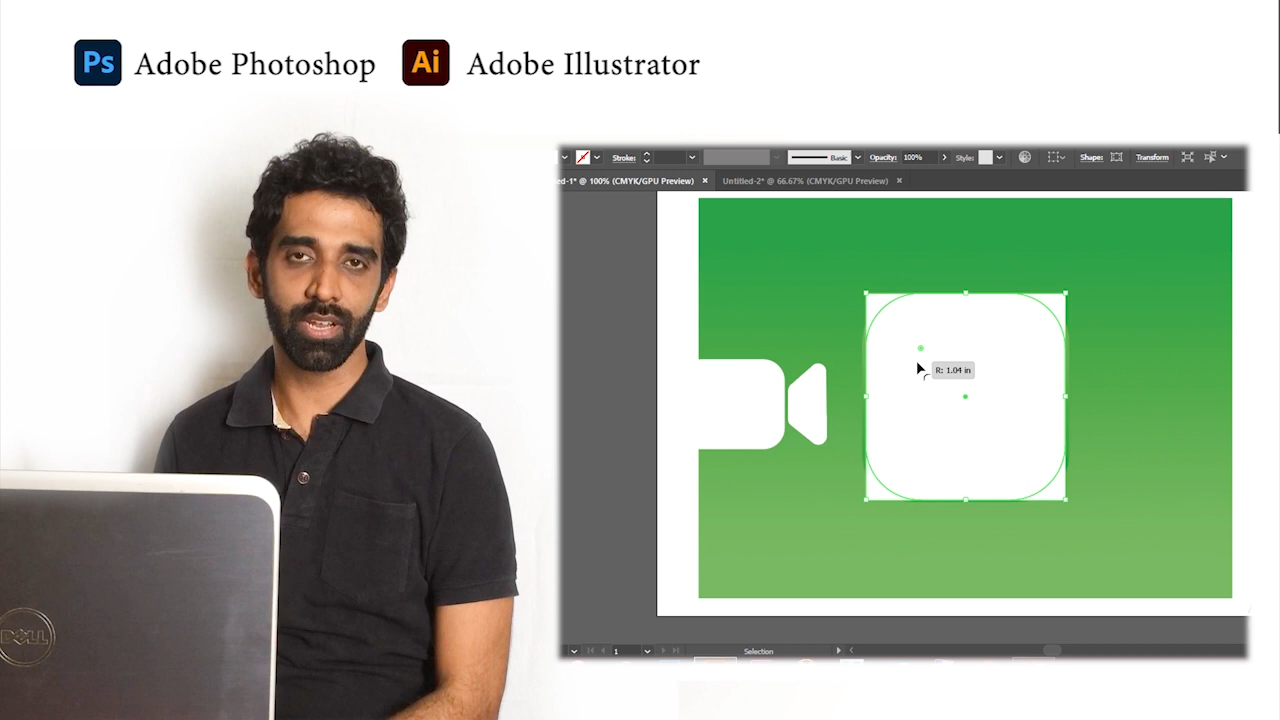 Ps Adobe Photoshop Ai Adobe Illustrator
Stroke: Basic Opacity: 100% Style: Shape: Transform
ed-1* @ 100% (CMYK/GPU Preview) × Untitled-2* @ 66.67% (CMYK/GPU Preview) ×
R: 1.04 in
DELL
1 Selection